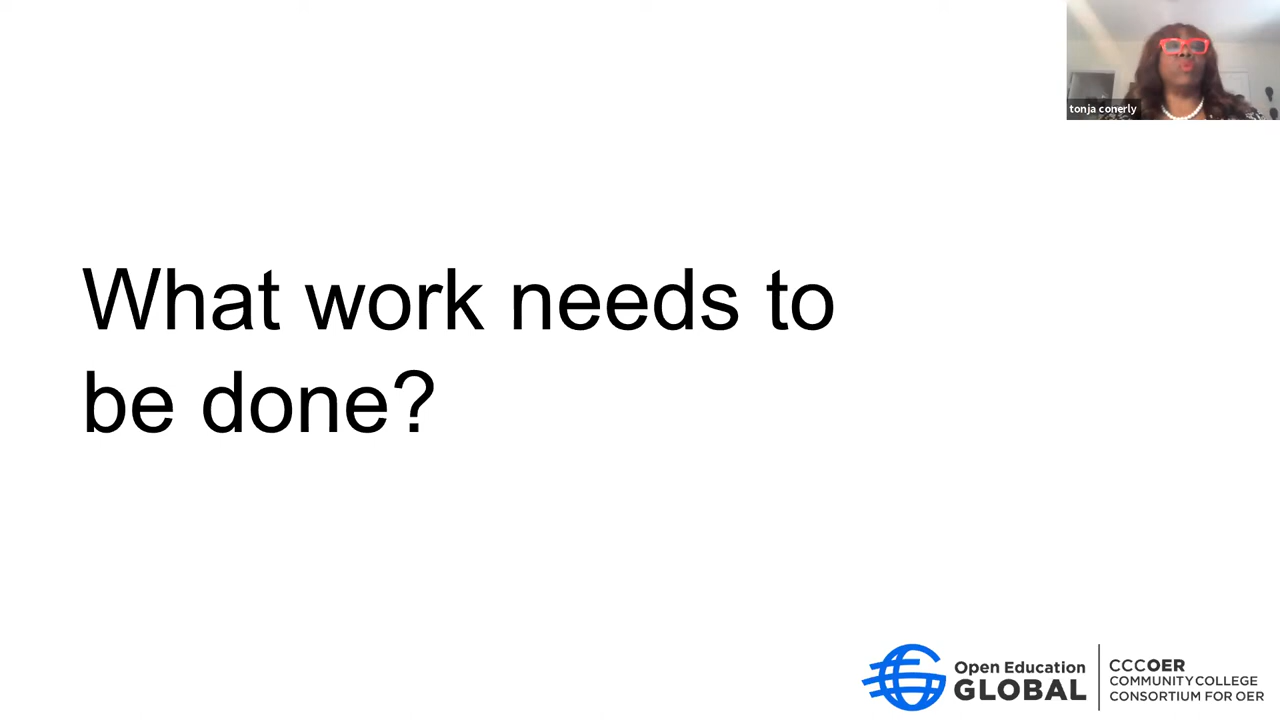 tonja conerly
What work needs to
be done?
Open Education
GLOBAL
CCCOER
COMMUNITY COLLEGE
CONSORTIUM FOR OER